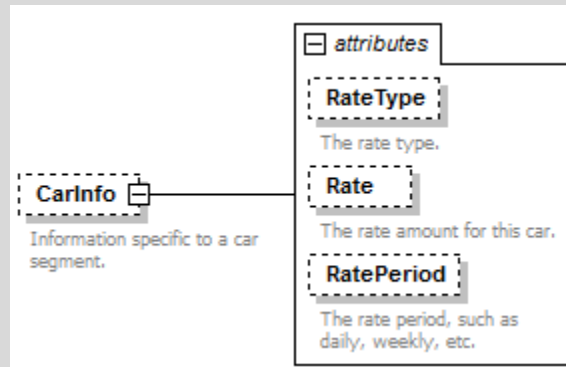 attributes
RateType
The rate type.
CarInfo
Information specific to a car
segment.
Rate
The rate amount for this car.
RatePeriod
The rate period, such as
daily, weekly, etc.